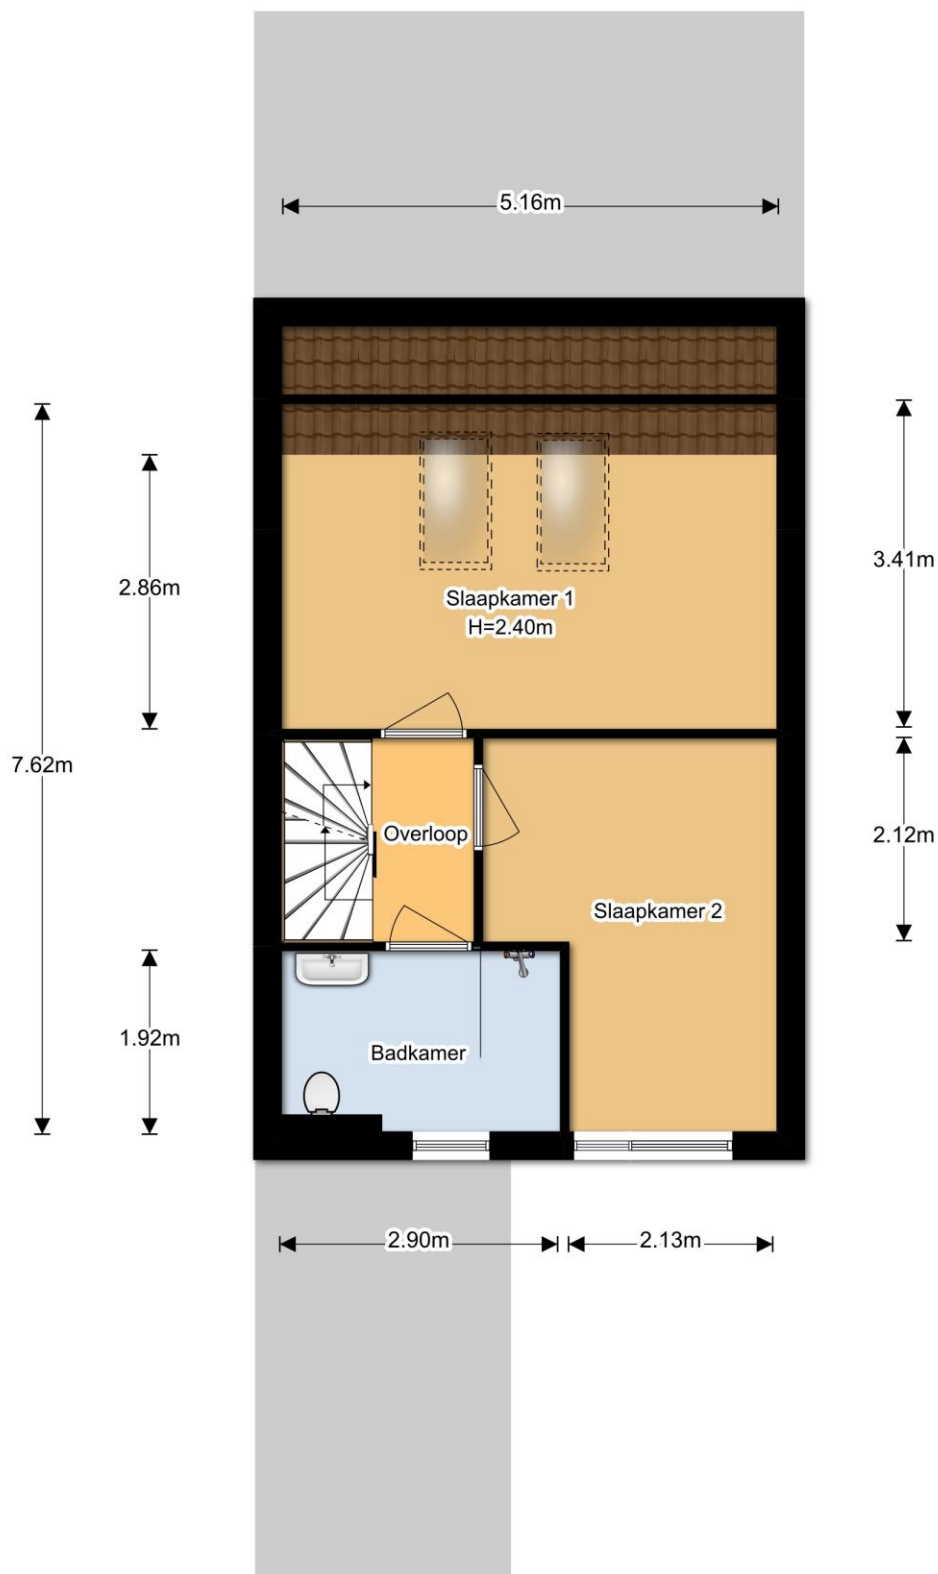 5.16m
2.86m
3.41m
Slaapkamer 1
H=2.40m
7.62m
Overloop
2.12m
Slaapkamer 2
1.92m
Badkamer
2.90m
2.13m